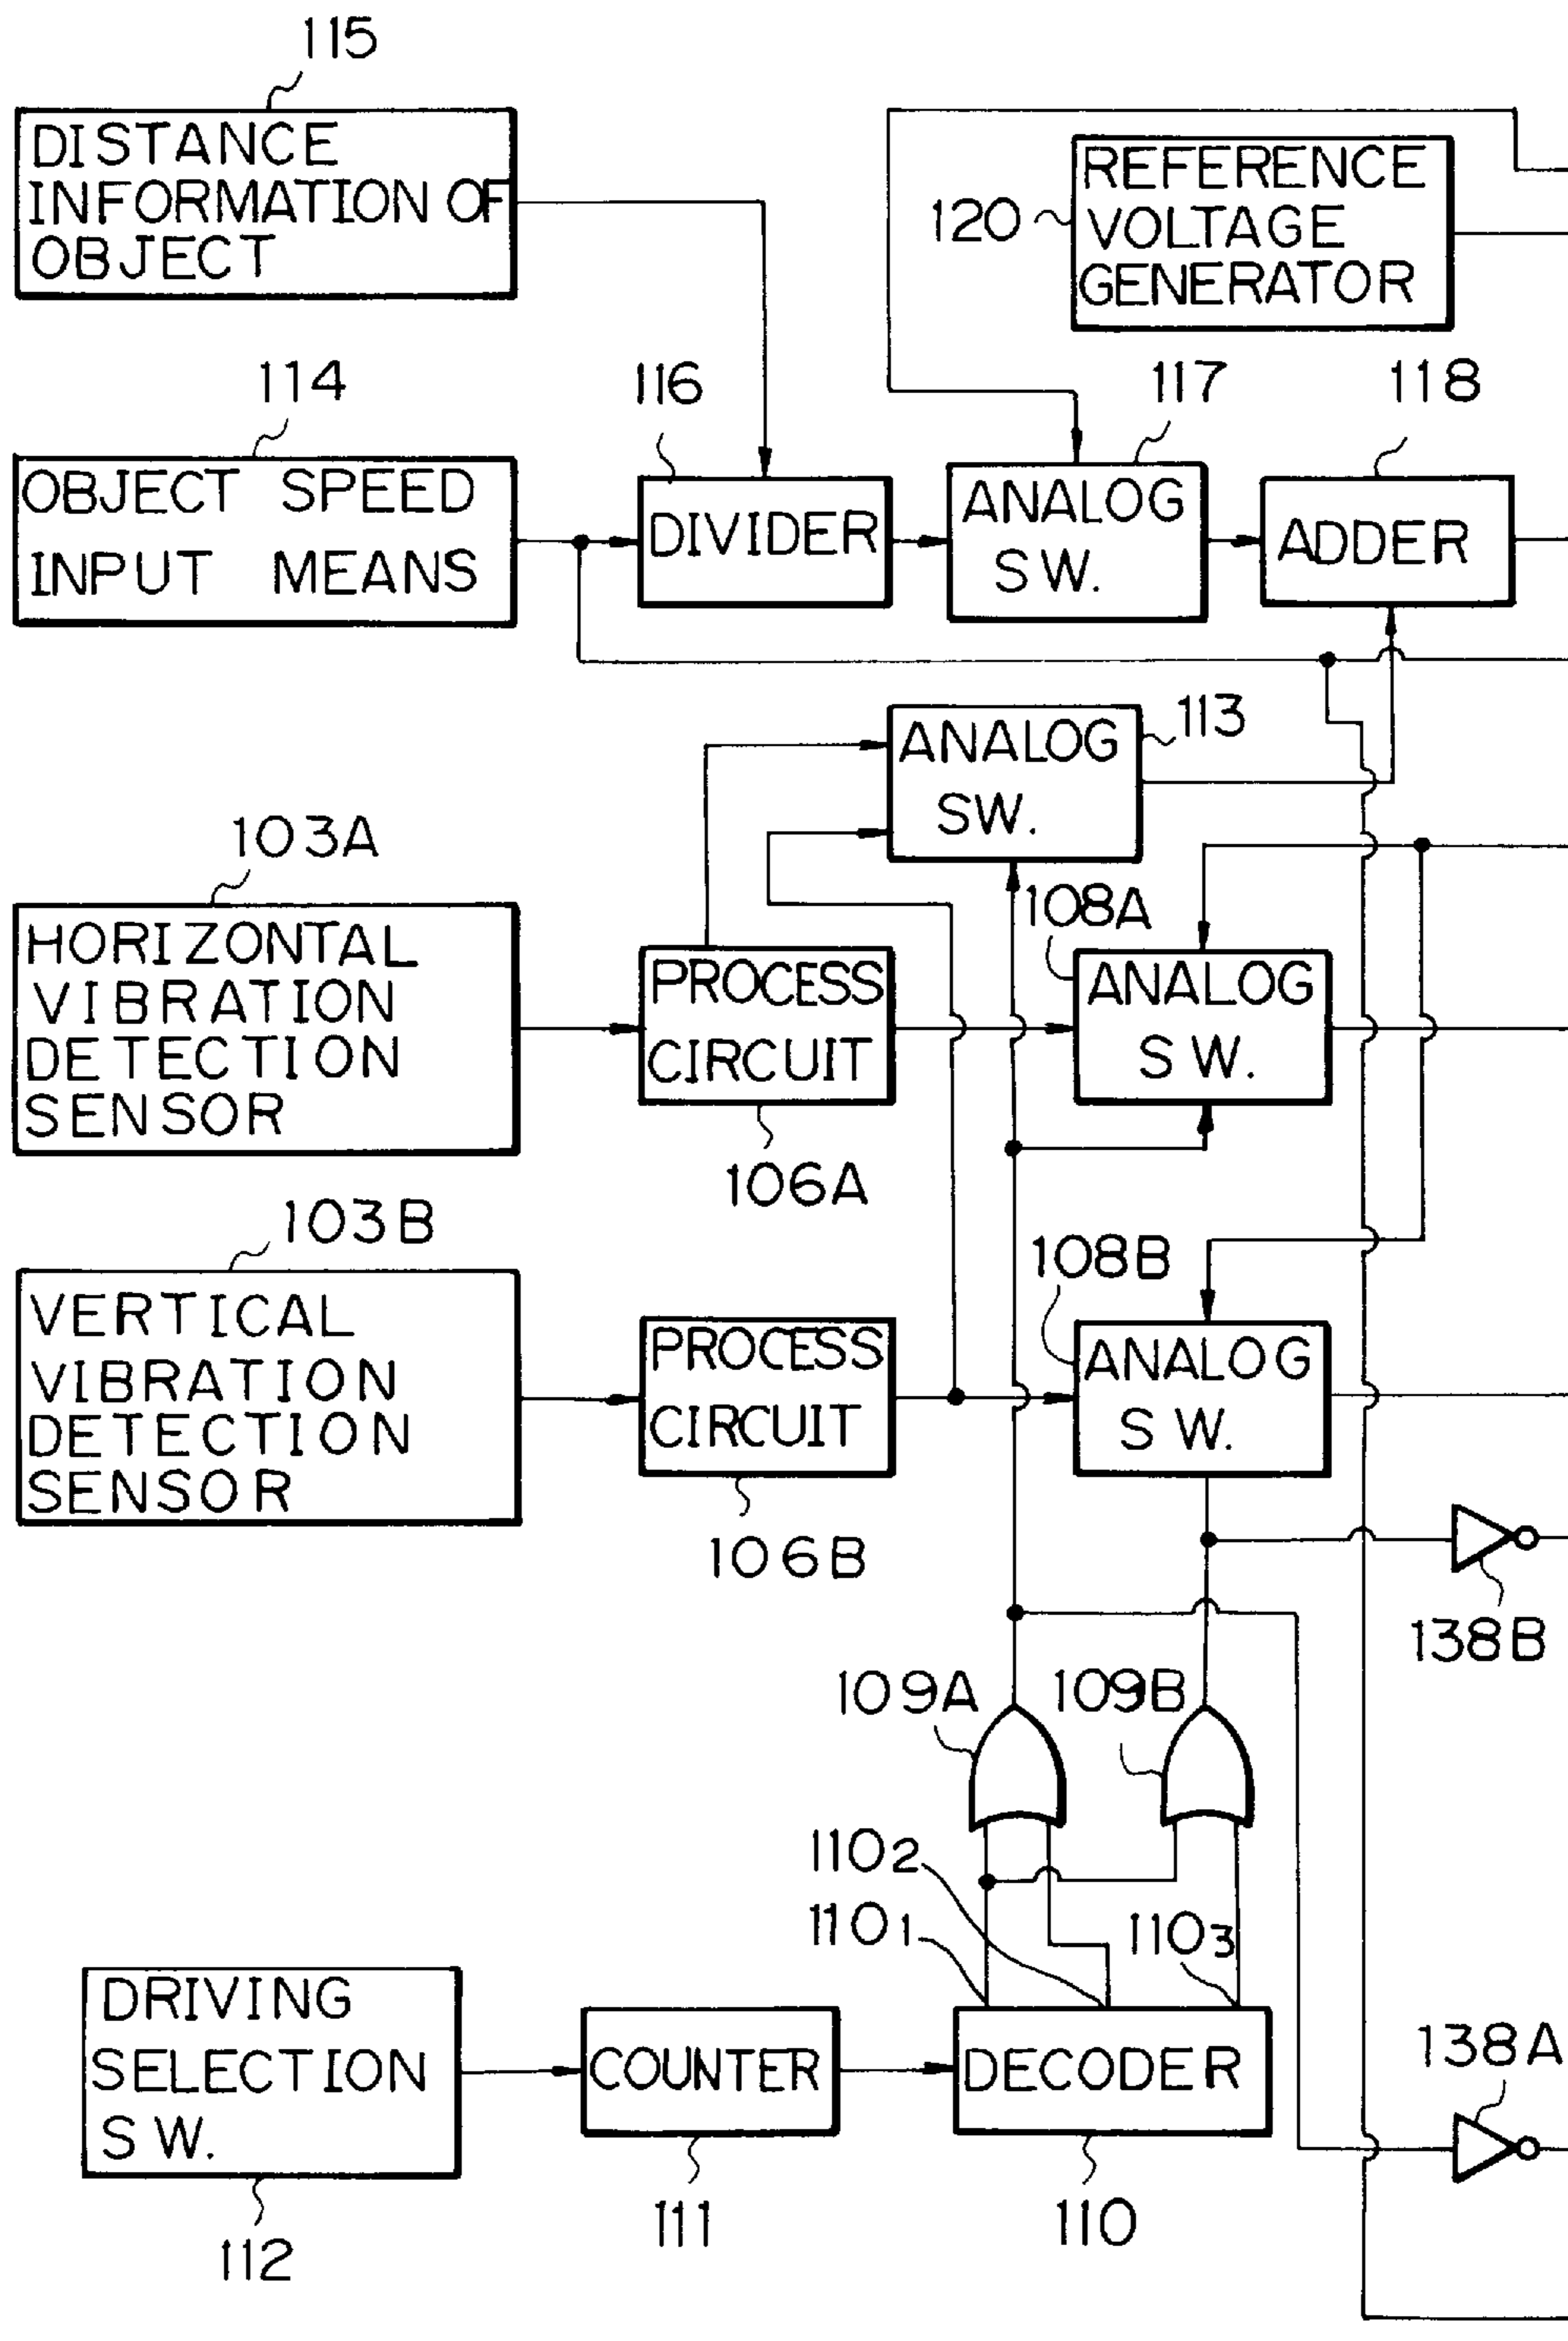 115
DISTANCE
INFORMATION OF
OBJECT
120
REFERENCE
VOLTAGE
GENERATOR
114
OBJECT SPEED
INPUT MEANS
116
DIVIDER
117
ANALOG
SW.
118
ADDER
113
ANALOG
SW.
103A
HORIZONTAL
VIBRATION
DETECTION
SENSOR
PROCESS
CIRCUIT
106A
108A
ANALOG
SW.
103B
VERTICAL
VIBRATION
DETECTION
SENSOR
PROCESS
CIRCUIT
106B
108B
ANALOG
SW.
138B
109A
109B
1102
1101
1103
DRIVING
SELECTION
SW.
112
COUNTER
111
DECODER
110
138A